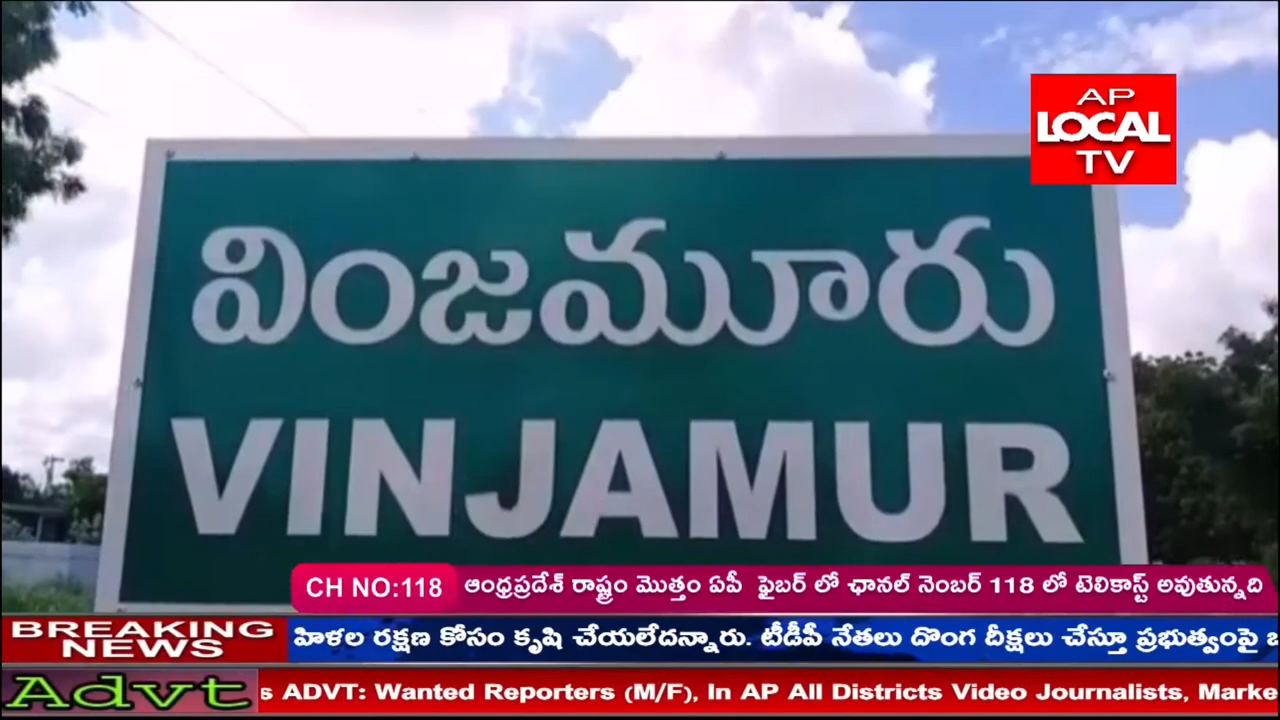 AP
LOCAL
TV
వింజమూరు
VINJAMUR
CH NO:118
ఆంధ్రప్రదేశ్ రాష్ట్రం మొత్తం ఏపీ ఫైబర్ లో ఛానల్ నెంబర్ 118 లో టెలికాస్ట్ అవుతున్నది
BREAKING
NEWS
హిళల రక్షణ కోసం కృషి చేయలేదన్నారు. టీడీపీ నేతలు దొంగ దీక్షలు చేస్తూ ప్రభుత్వంపై
Advt
s ADVT: Wanted Reporters (M/F), In AP All Districts Video Journalists, Marke